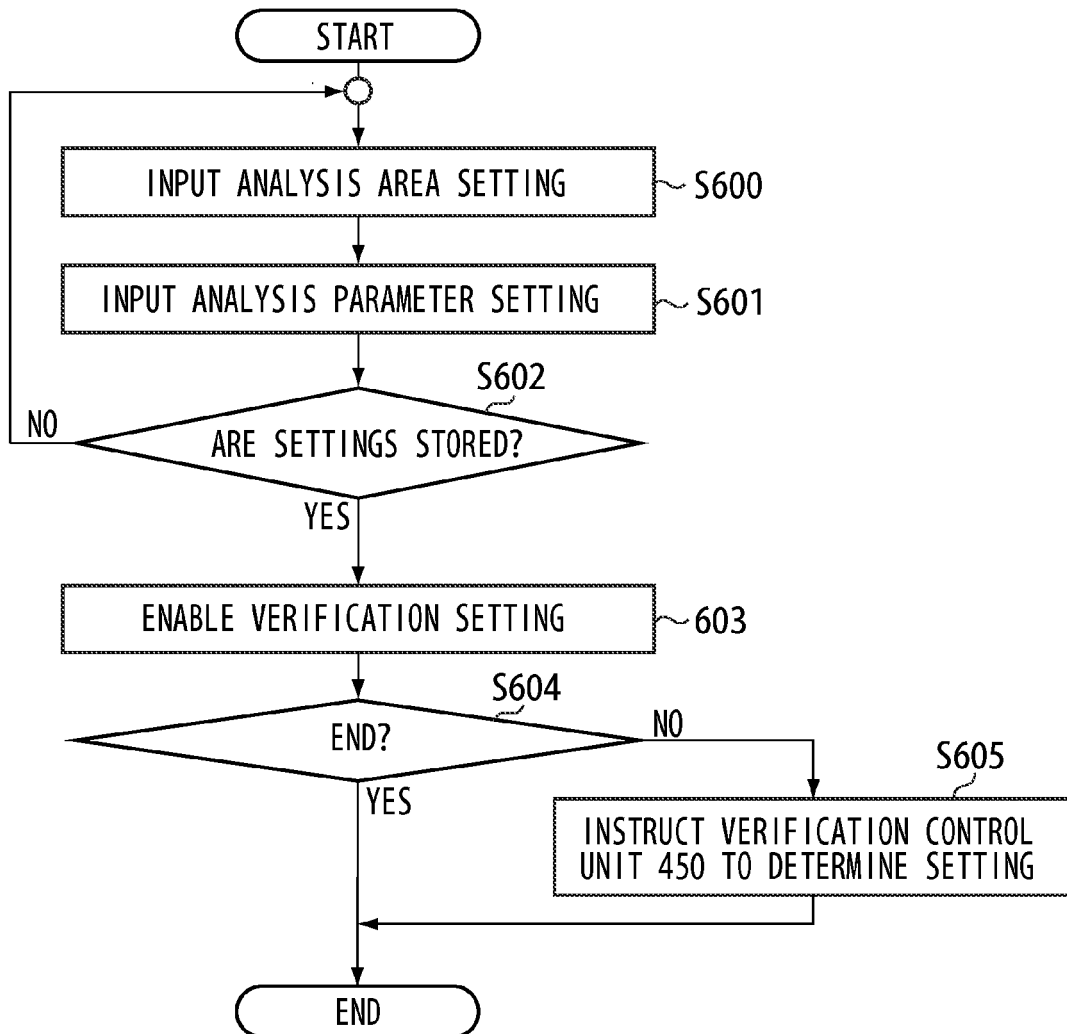 START
INPUT ANALYSIS AREA SETTING
S600
INPUT ANALYSIS PARAMETER SETTING
S601
S602
NO
ARE SETTINGS STORED?
YES
ENABLE VERIFICATION SETTING
603
S604
END?
NO
YES
S605
INSTRUCT VERIFICATION CONTROL
UNIT 450 TO DETERMINE SETTING
END